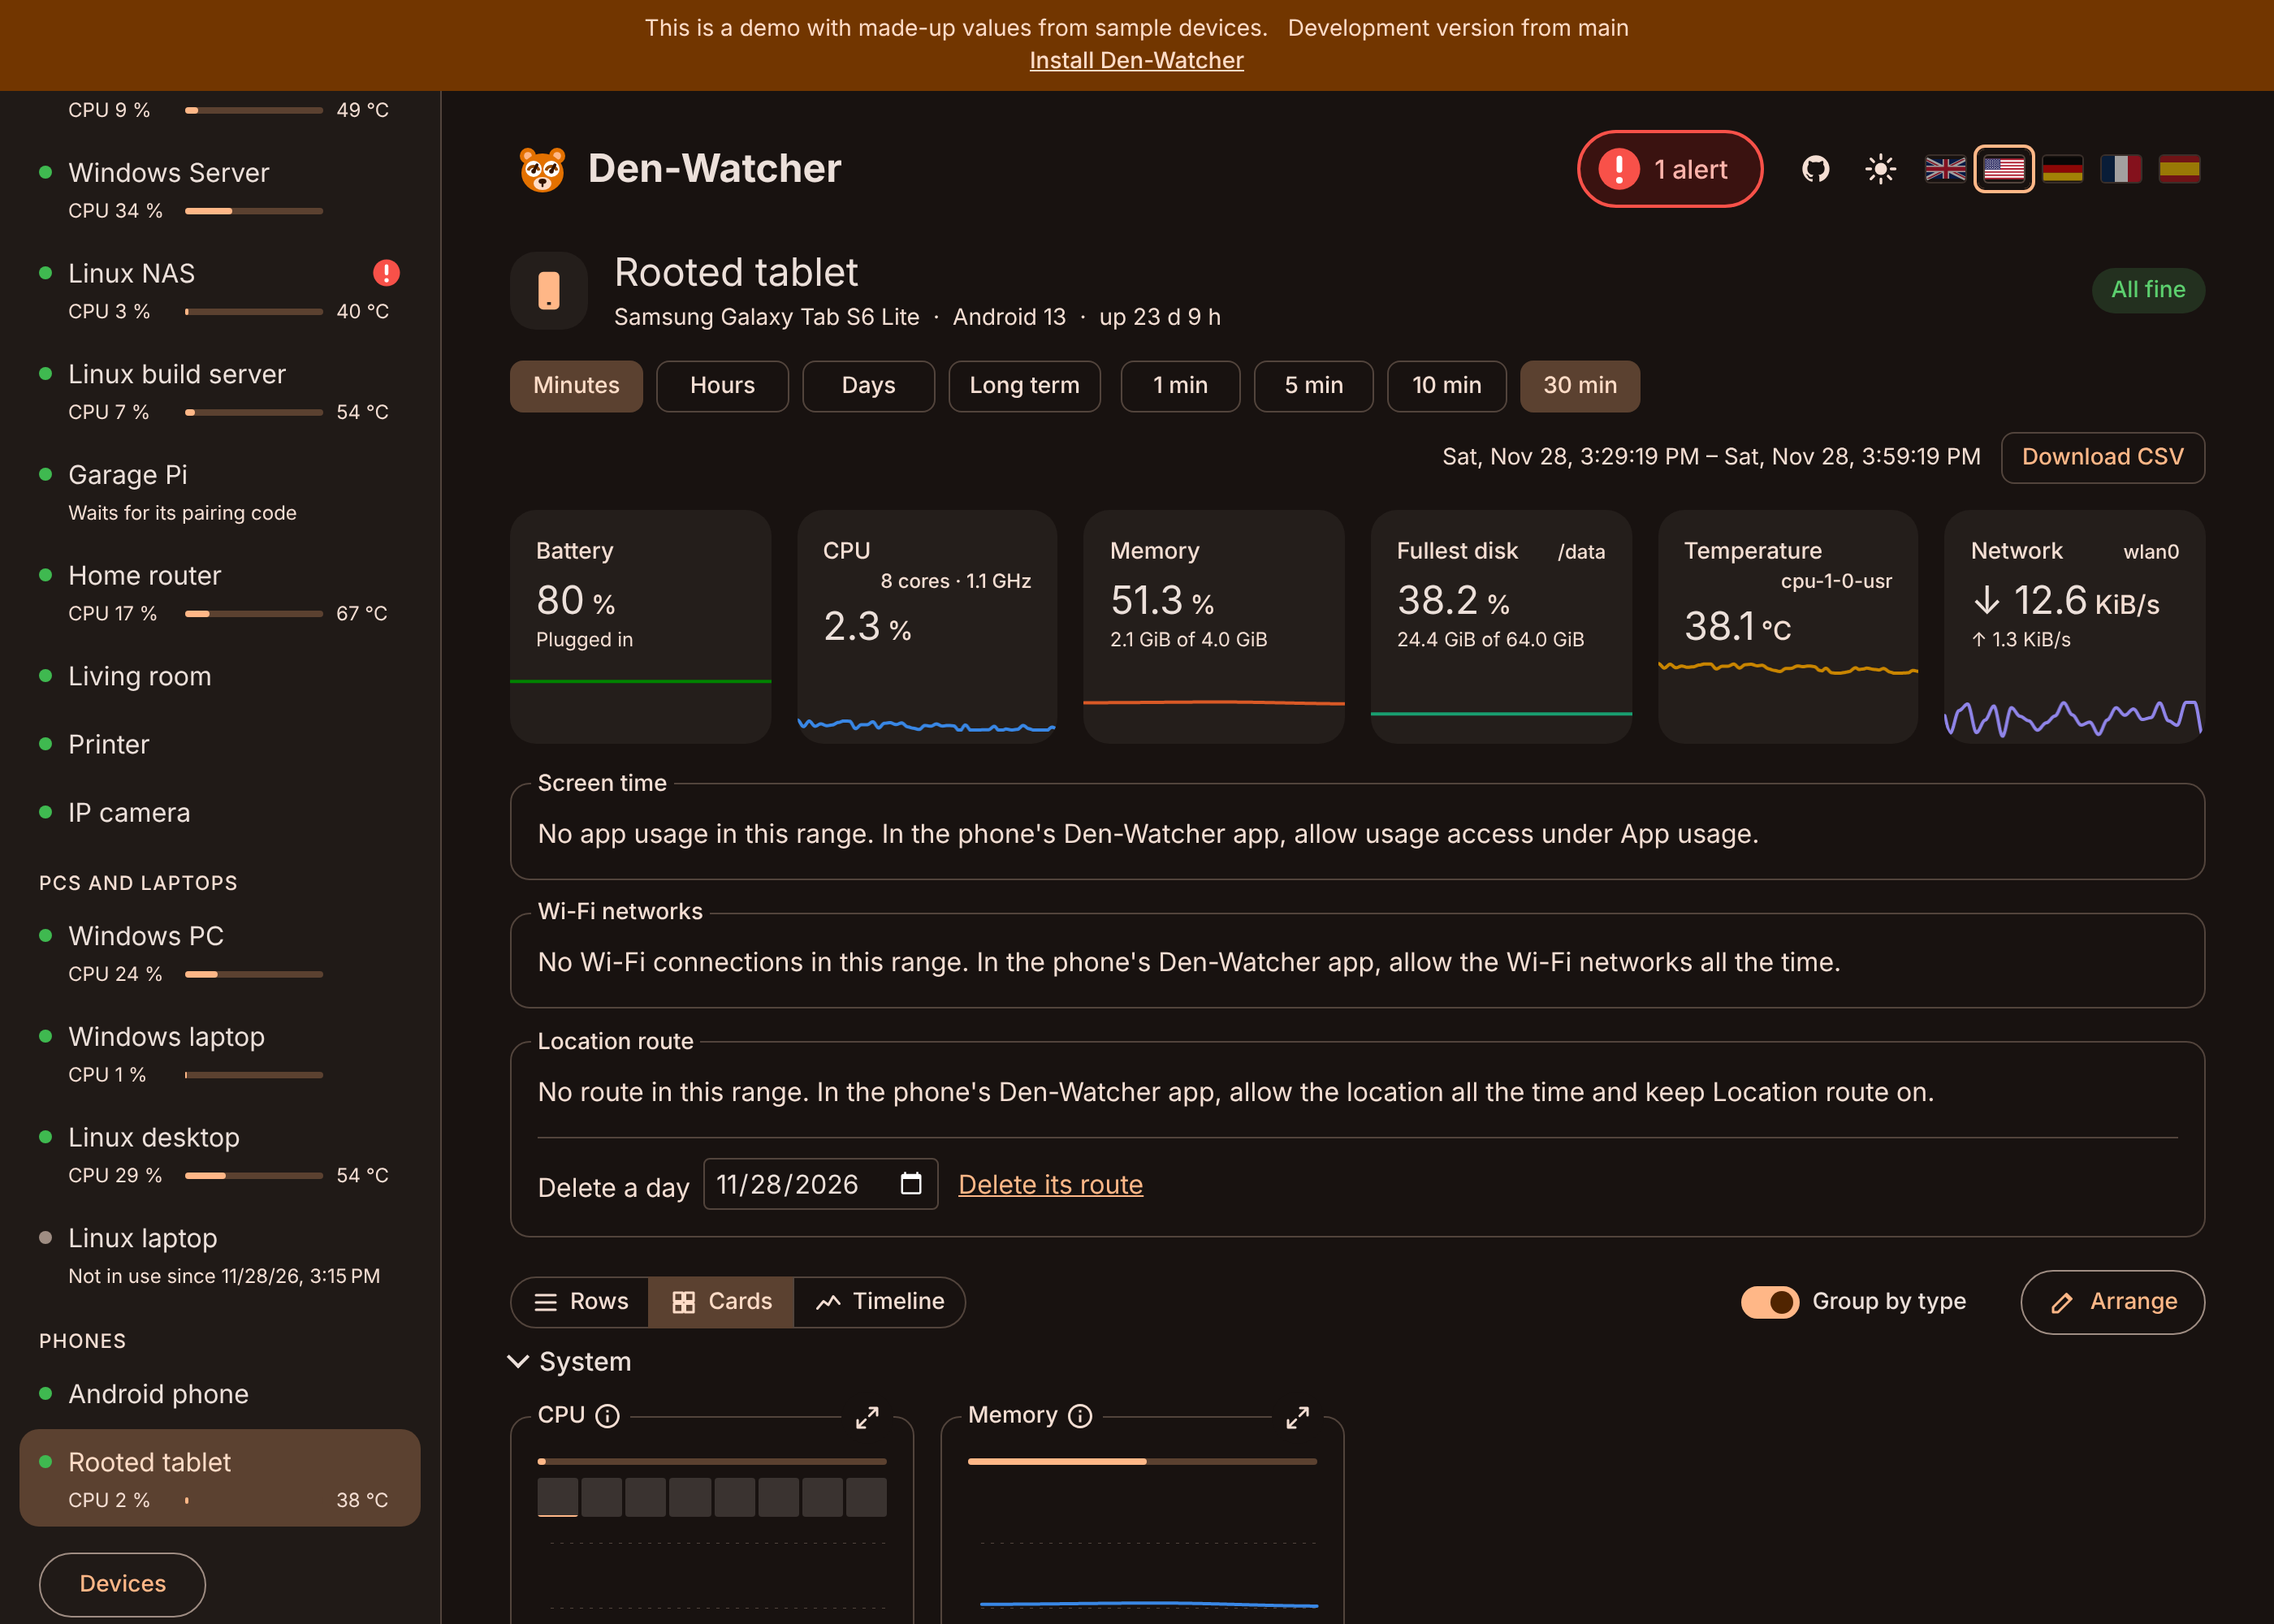 This is a demo with made-up values from sample devices. Development version from main
Install Den-Watcher
CPU 9 % 49 °C
Windows Server
CPU 34 %
Linux NAS
CPU 3 % 40 °C
Linux build server
CPU 7 % 54 °C
Garage Pi
Waits for its pairing code
Home router
CPU 17 % 67 °C
Living room
Printer
IP camera
PCS AND LAPTOPS
Windows PC
CPU 24 %
Windows laptop
CPU 1 %
Linux desktop
CPU 29 % 54 °C
Linux laptop
Not in use since 11/28/26, 3:15 PM
PHONES
Android phone
Rooted tablet
CPU 2 % 38 °C
Devices
Den-Watcher
1 alert
Rooted tablet
Samsung Galaxy Tab S6 Lite · Android 13 · up 23 d 9 h
All fine
Minutes Hours Days Long term 1 min 5 min 10 min 30 min
Sat, Nov 28, 3:29:19 PM – Sat, Nov 28, 3:59:19 PM Download CSV
Battery
80 %
Plugged in
CPU
8 cores · 1.1 GHz
2.3 %
Memory
51.3 %
2.1 GiB of 4.0 GiB
Fullest disk /data
38.2 %
24.4 GiB of 64.0 GiB
Temperature
cpu-1-0-usr
38.1 °C
Network wlan0
↓ 12.6 KiB/s
↑ 1.3 KiB/s
Screen time
No app usage in this range. In the phone's Den-Watcher app, allow usage access under App usage.
Wi-Fi networks
No Wi-Fi connections in this range. In the phone's Den-Watcher app, allow the Wi-Fi networks all the time.
Location route
No route in this range. In the phone's Den-Watcher app, allow the location all the time and keep Location route on.
Delete a day 11/28/2026 Delete its route
Rows Cards Timeline Group by type Arrange
System
CPU Memory